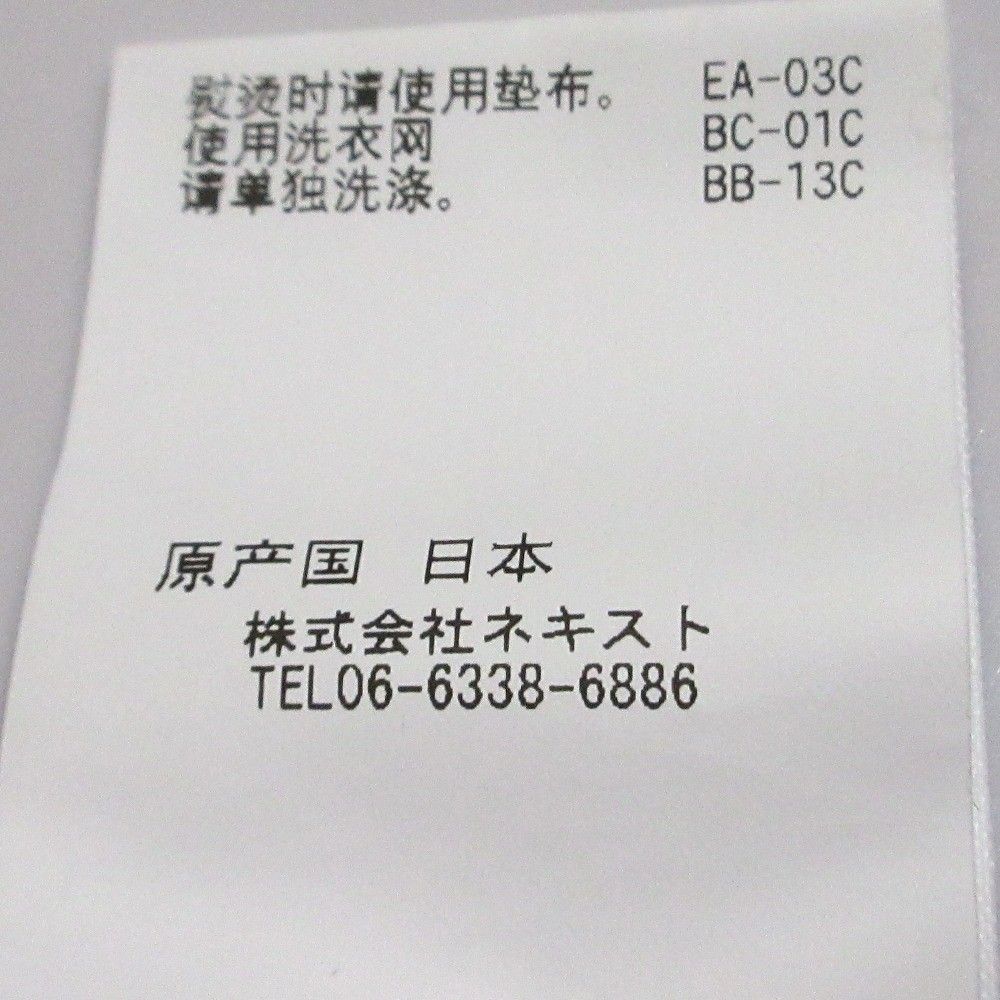 熨烫时请使用垫布。 EA-03C
使用洗衣网 BC-01C
请单独洗涤。 BB-13C
原产国 日本
株式会社ネキスト
TEL06-6338-6886